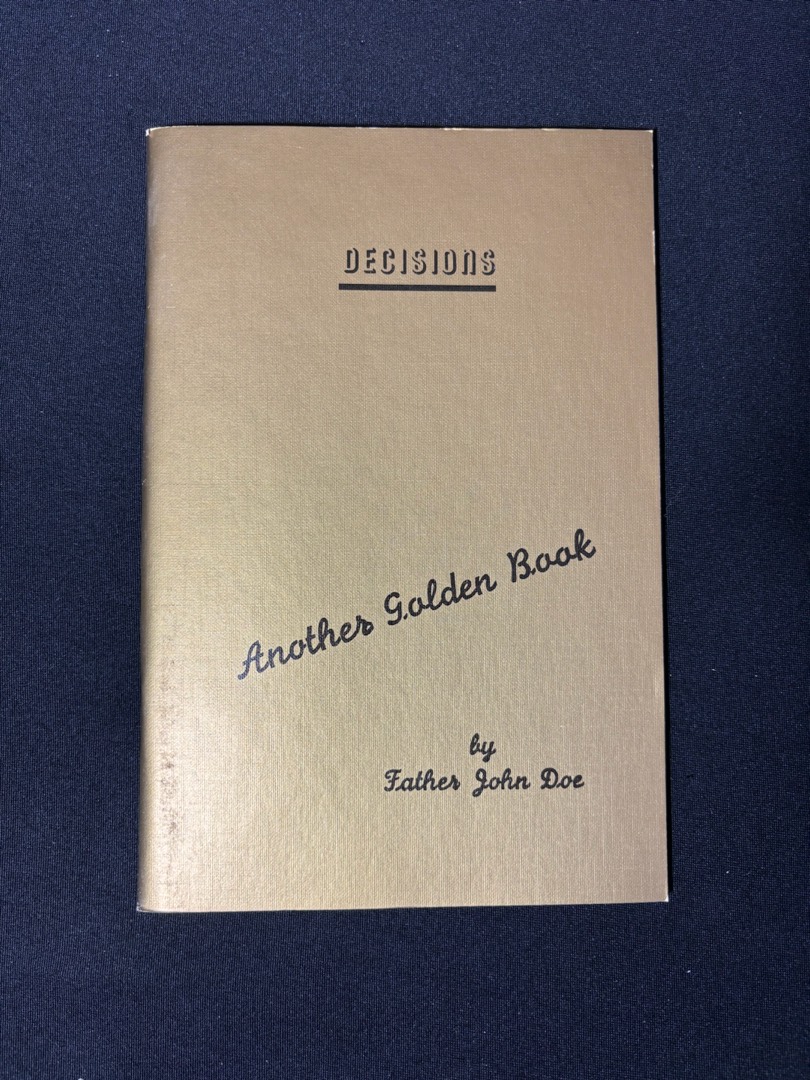 DECISIONS
Another Golden Book
by
Father John Doe